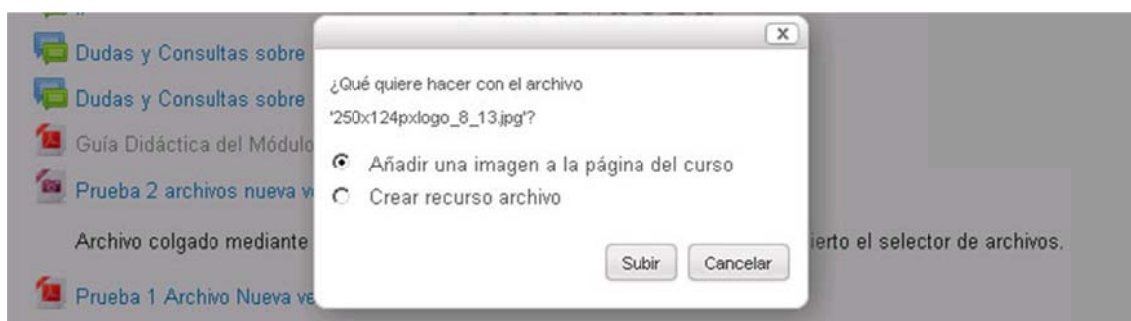 Dudas y Consultas sobre
¿Qué quiere hacer con el archivo
'250x124pxlogo_8_13.jpg'?
Dudas y Consultas sobre
Guía Didáctica del Módulo
Añadir una imagen a la página del curso
Prueba 2 archivos nueva
Crear recurso archivo
Archivo colgado mediante
ierto el selector de archivos.
Subir
Cancelar
Prueba 1 Archivo Nueva ve